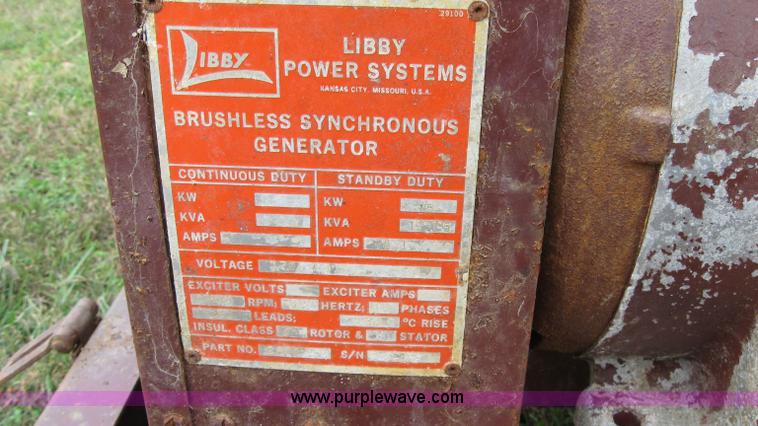 29100
LIBBY
LIBBY
POWER SYSTEMS
KANSAS CITY, MISSOURI, U.S.A.
BRUSHLESS SYNCHRONOUS
GENERATOR
CONTINUOUS DUTY STANDBY DUTY
KW KW
KVA KVA
AMPS AMPS
VOLTAGE
EXCITER VOLTS EXCITER AMPS
RPM; HERTZ; PHASES
LEADS; °C RISE
INSUL. CLASS ROTOR & STATOR
PART NO. S/N
www.purplewave.com